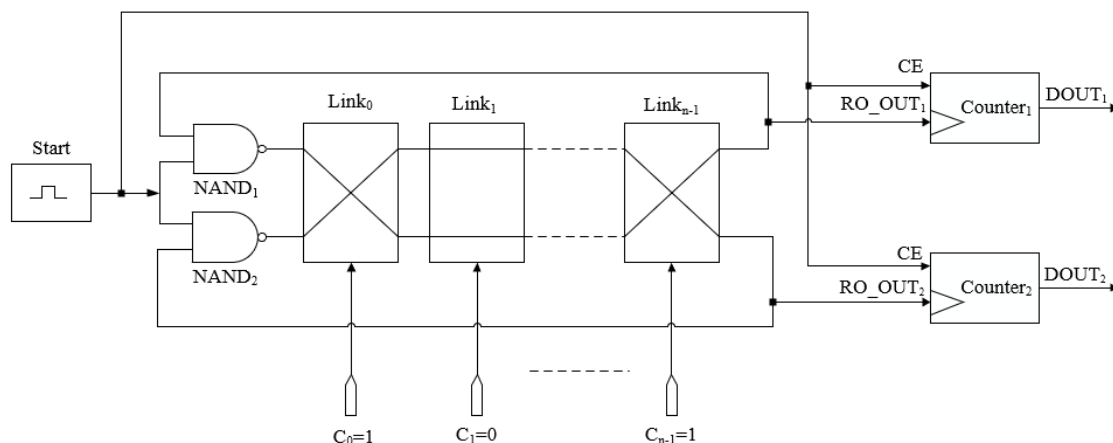 Start
NAND₁
NAND₂
Link₀
Link₁
Linkₙ₋₁
C₀=1
C₁=0
Cₙ₋₁=1
CE
RO_OUT₁
Counter₁
DOUT₁
CE
RO_OUT₂
Counter₂
DOUT₂